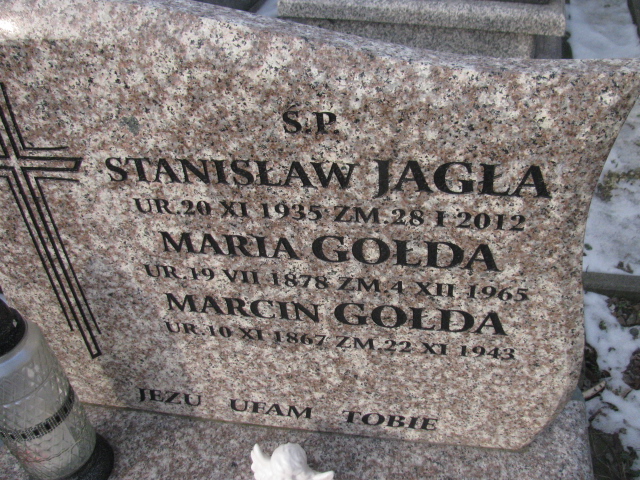 Ś.P.
STANISŁAW JAGŁA
UR.20 XI 1935 ZM.28 I 2012
MARIA GOŁDA
UR.19 VII 1878 ZM.4 XII 1965
MARCIN GOŁDA
UR.10 XI 1867 ZM.22 XI 1943
JEZU UFAM TOBIE